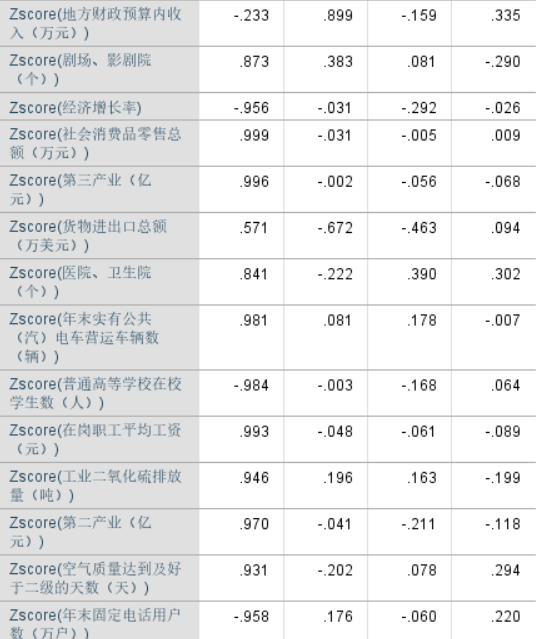 Zscore(地方财政预算内收 -.233 .899 -.159 .335
入（万元）)
Zscore(剧场、影剧院 .873 .383 .081 -.290
（个）)
Zscore(经济增长率) -.956 -.031 -.292 -.026
Zscore(社会消费品零售总 .999 -.031 -.005 .009
额（万元）)
Zscore(第三产业（亿 .996 -.002 -.056 -.068
元）)
Zscore(货物进出口总额 .571 -.672 -.463 .094
（万美元）)
Zscore(医院、卫生院 .841 -.222 .390 .302
（个）)
Zscore(年末实有公共 .981 .081 .178 -.007
（汽）电车营运车辆数
（辆）)
Zscore(普通高等学校在校 -.984 -.003 -.168 .064
学生数（人）)
Zscore(在岗职工平均工资 .993 -.048 -.061 -.089
（元）)
Zscore(工业二氧化硫排放 .946 .196 .163 -.199
量（吨）)
Zscore(第二产业（亿 .970 -.041 -.211 -.118
元）)
Zscore(空气质量达到及好 .931 -.202 .078 .294
于二级的天数（天）)
Zscore(年末固定电话用户 -.958 .176 -.060 .220
数（万户）)